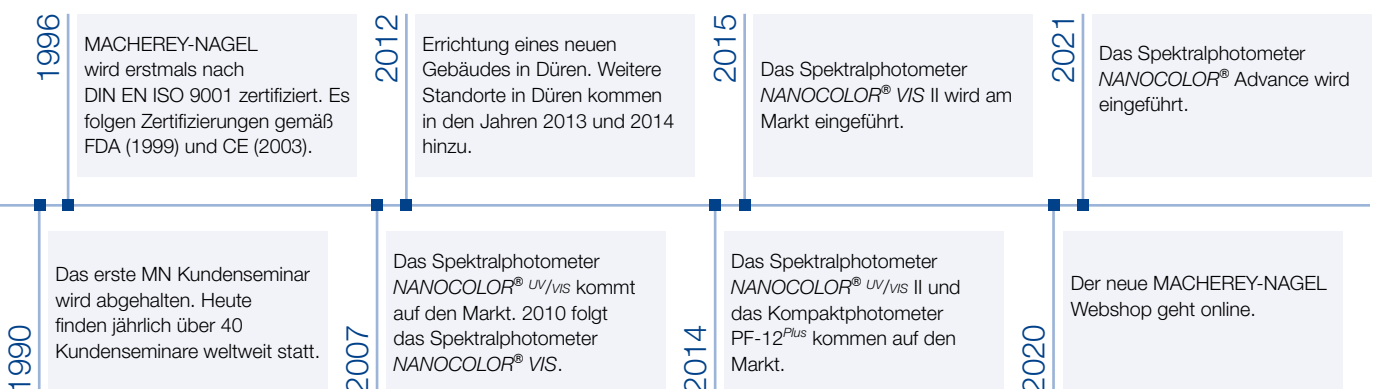 1996
MACHEREY-NAGEL
wird erstmals nach
DIN EN ISO 9001 zertifiziert. Es
folgen Zertifizierungen gemäß
FDA (1999) und CE (2003).
2012
Errichtung eines neuen
Gebäudes in Düren. Weitere
Standorte in Düren kommen
in den Jahren 2013 und 2014
hinzu.
2015
Das Spektralphotometer
NANOCOLOR® VIS II wird am
Markt eingeführt.
2021
Das Spektralphotometer
NANOCOLOR® Advance wird
eingeführt.
1990
Das erste MN Kundenseminar
wird abgehalten. Heute
finden jährlich über 40
Kundenseminare weltweit statt.
2007
Das Spektralphotometer
NANOCOLOR® UV/VIS kommt
auf den Markt. 2010 folgt
das Spektralphotometer
NANOCOLOR® VIS.
2014
Das Spektralphotometer
NANOCOLOR® UV/VIS II und
das Kompaktphotometer
PF-12Plus kommen auf den
Markt.
2020
Der neue MACHEREY-NAGEL
Webshop geht online.